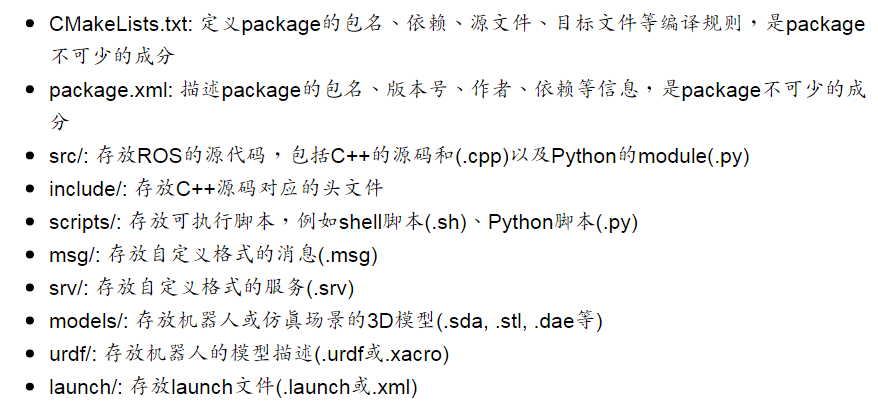 • CMakeLists.txt: 定义package的包名、依赖、源文件、目标文件等编译规则，是package
不可少的成分
• package.xml: 描述package的包名、版本号、作者、依赖等信息，是package不可少的成
分
• src/: 存放ROS的源代码，包括C++的源码和(.cpp)以及Python的module(.py)
• include/: 存放C++源码对应的头文件
• scripts/: 存放可执行脚本，例如shell脚本(.sh)、Python脚本(.py)
• msg/: 存放自定义格式的消息(.msg)
• srv/: 存放自定义格式的服务(.srv)
• models/: 存放机器人或仿真场景的3D模型(.sda, .stl, .dae等)
• urdf/: 存放机器人的模型描述(.urdf或.xacro)
• launch/: 存放launch文件(.launch或.xml)